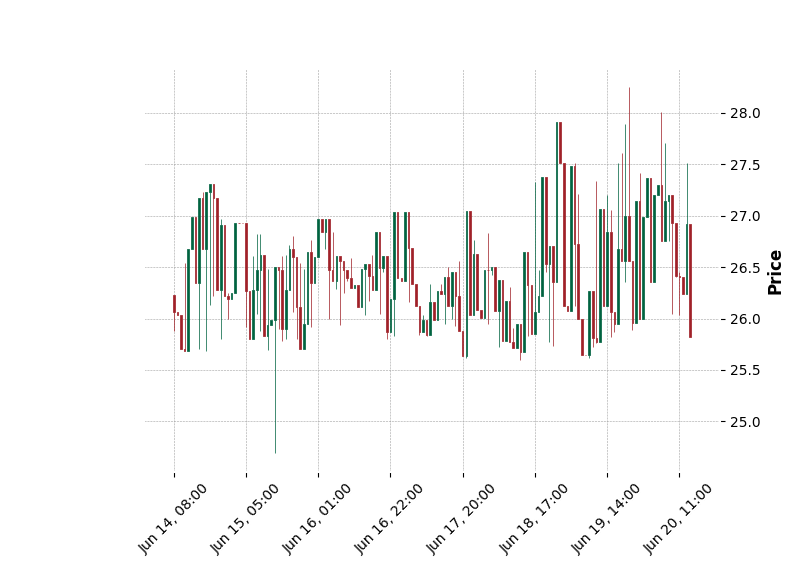 28.0
27.5
27.0
26.5
26.0
25.5
25.0
Price
Jun 14, 08:00
Jun 15, 05:00
Jun 16, 01:00
Jun 16, 22:00
Jun 17, 20:00
Jun 18, 17:00
Jun 19, 14:00
Jun 20, 11:00